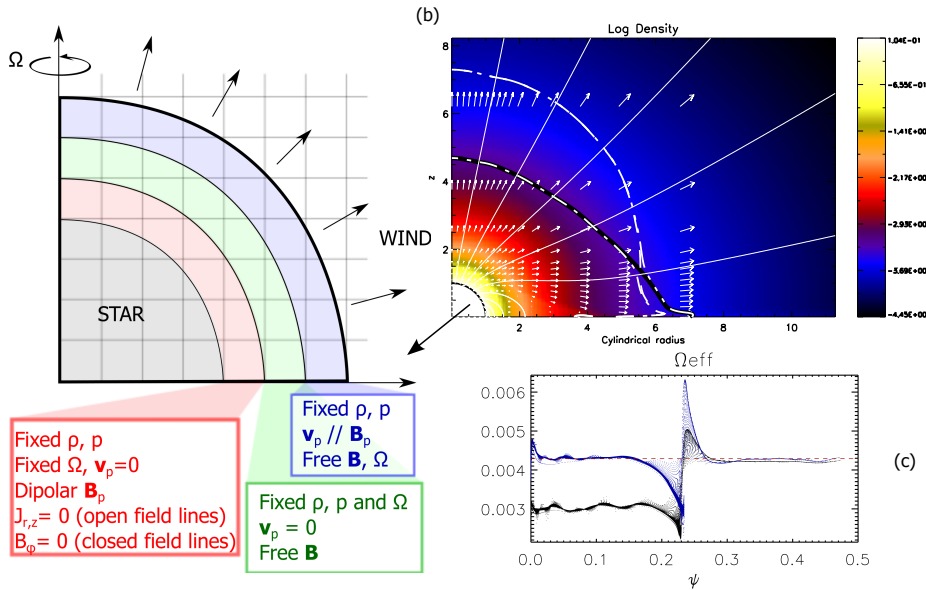 (b)
Ω
STAR
WIND
Fixed ρ, p
Fixed Ω, vₚ=0
Dipolar Bₚ
J_r,z= 0 (open field lines)
B_φ= 0 (closed field lines)
Fixed ρ, p
vₚ // Bₚ
Free B, Ω
Fixed ρ, p and Ω
vₚ = 0
Free B
Log Density
z
8
6
4
2
0
2
4
6
8
10
Cylindrical radius
1.04E-01
-6.55E-01
-1.41E+00
-2.17E+00
-2.93E+00
-3.69E+00
-4.45E+00
Ωeff
0.006
0.005
0.004
0.003
0.0
0.1
0.2
0.3
0.4
0.5
ψ
(c)